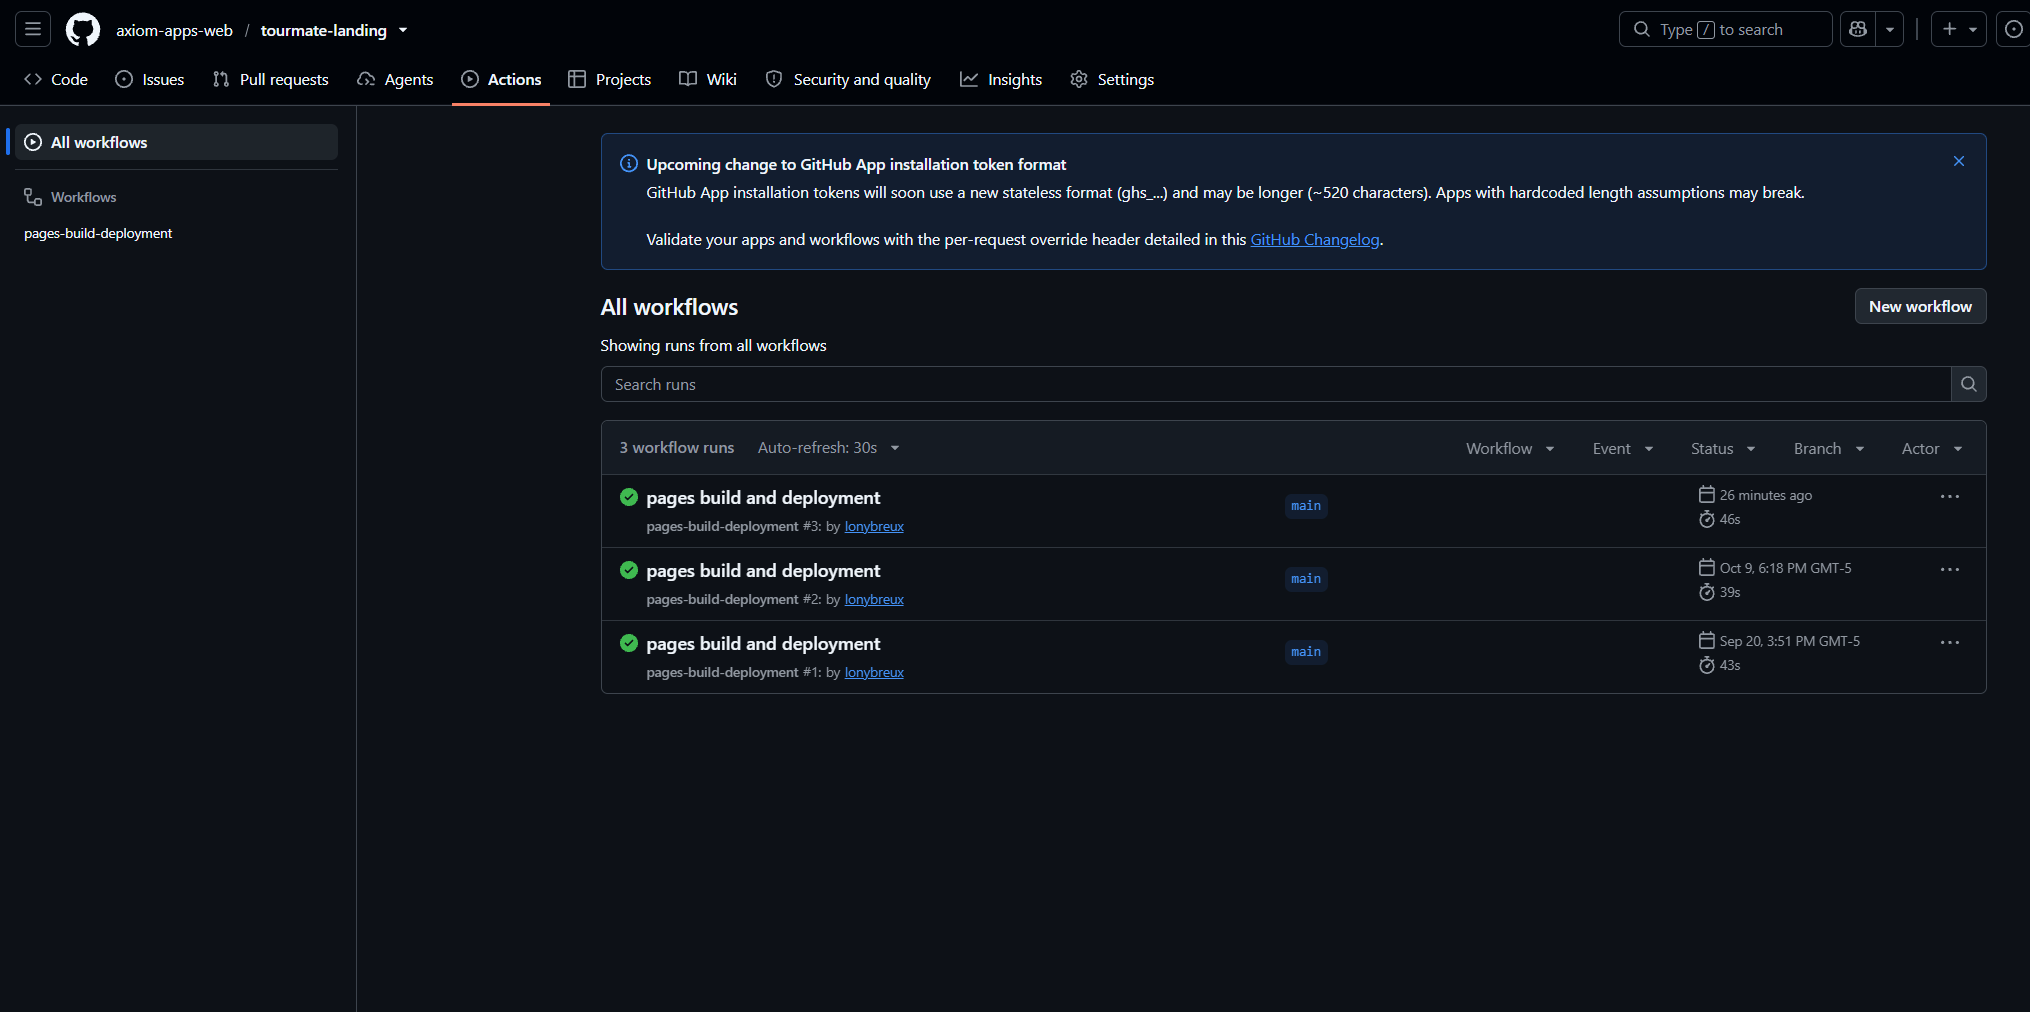 axiom-apps-web / tourmate-landing
Type / to search
Code Issues Pull requests Agents Actions Projects Wiki Security and quality Insights Settings
All workflows
Workflows
pages-build-deployment
Upcoming change to GitHub App installation token format
GitHub App installation tokens will soon use a new stateless format (ghs_...) and may be longer (~520 characters). Apps with hardcoded length assumptions may break.
Validate your apps and workflows with the per-request override header detailed in this GitHub Changelog.
All workflows
New workflow
Showing runs from all workflows
Search runs
3 workflow runs Auto-refresh: 30s Workflow Event Status Branch Actor
pages build and deployment
pages-build-deployment #3: by lonybreux
main
26 minutes ago
46s
pages build and deployment
pages-build-deployment #2: by lonybreux
main
Oct 9, 6:18 PM GMT-5
39s
pages build and deployment
pages-build-deployment #1: by lonybreux
main
Sep 20, 3:51 PM GMT-5
43s